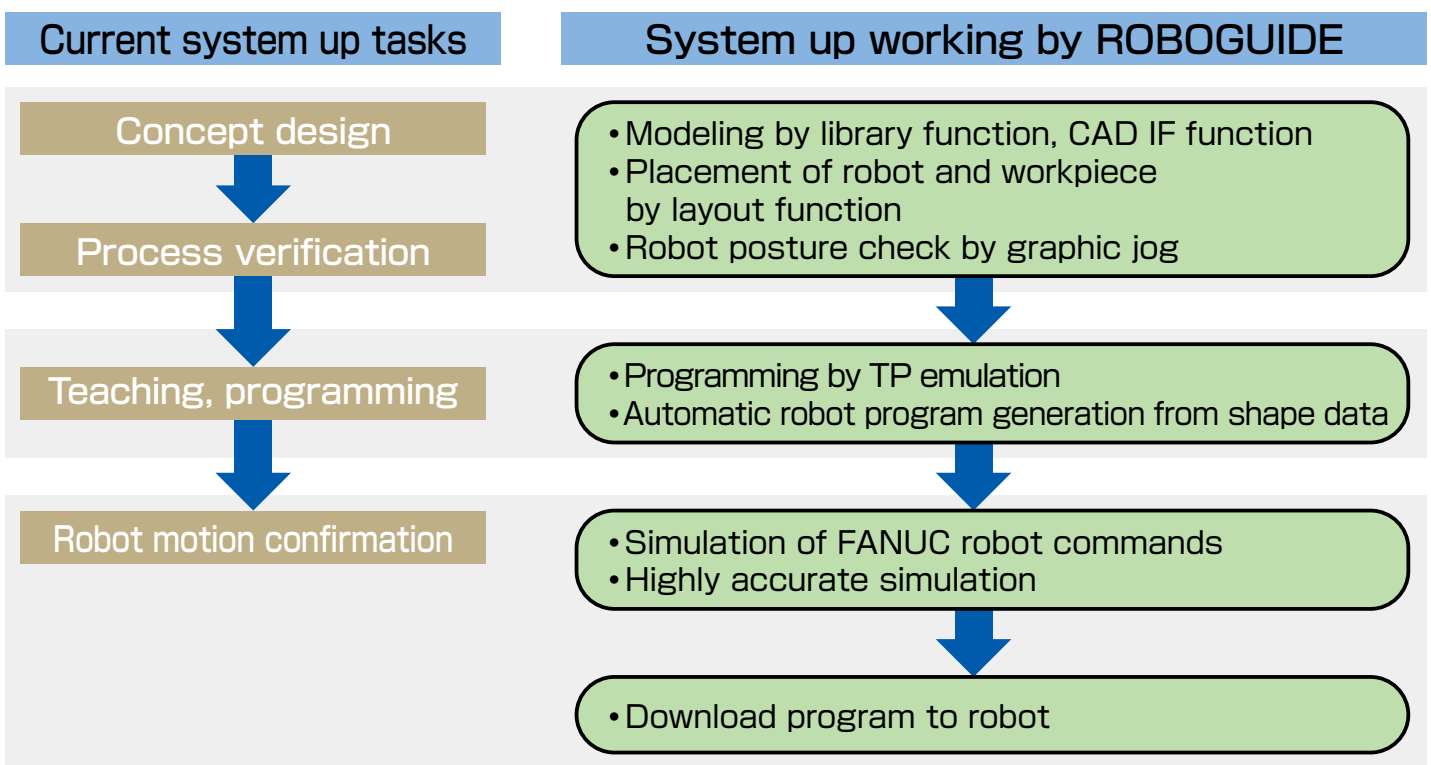 Current system up tasks
System up working by ROBOGUIDE
Concept design
Process verification
•Modeling by library function, CAD IF function
•Placement of robot and workpiece
by layout function
•Robot posture check by graphic jog
Teaching, programming
•Programming by TP emulation
•Automatic robot program generation from shape data
Robot motion confirmation
•Simulation of FANUC robot commands
•Highly accurate simulation
•Download program to robot